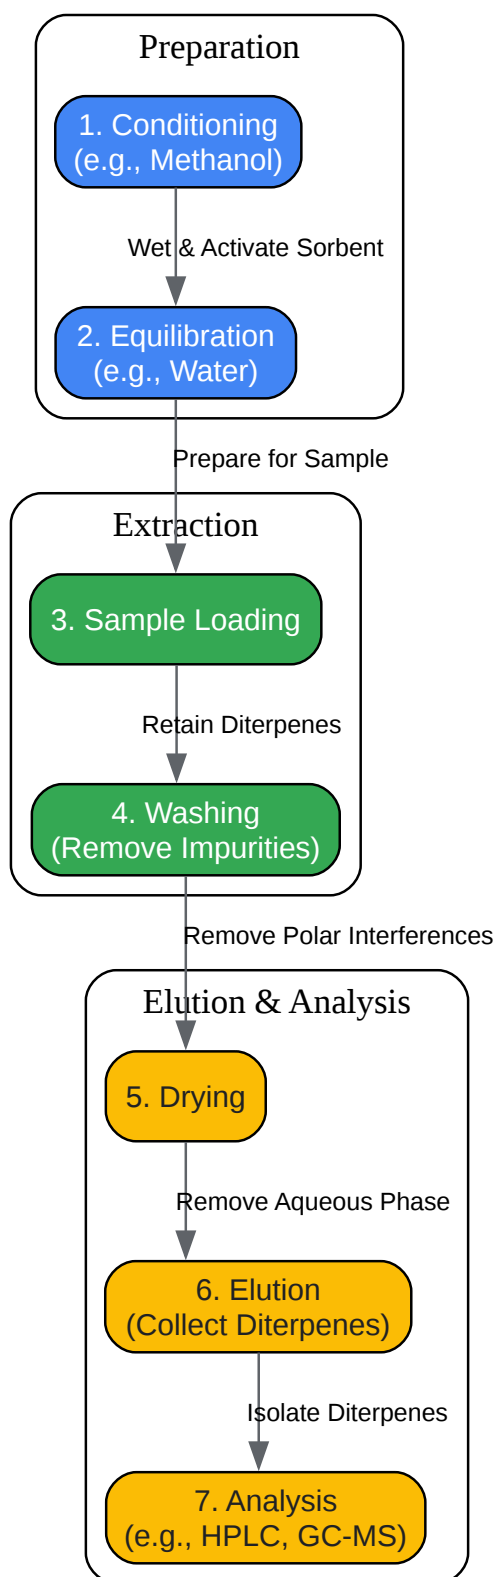 Preparation
1. Conditioning
(e.g., Methanol)
Wet & Activate Sorbent
2. Equilibration
(e.g., Water)
Prepare for Sample
Extraction
3. Sample Loading
Retain Diterpenes
4. Washing
(Remove Impurities)
Remove Polar Interferences
Elution & Analysis
5. Drying
Remove Aqueous Phase
6. Elution
(Collect Diterpenes)
Isolate Diterpenes
7. Analysis
(e.g., HPLC, GC-MS)